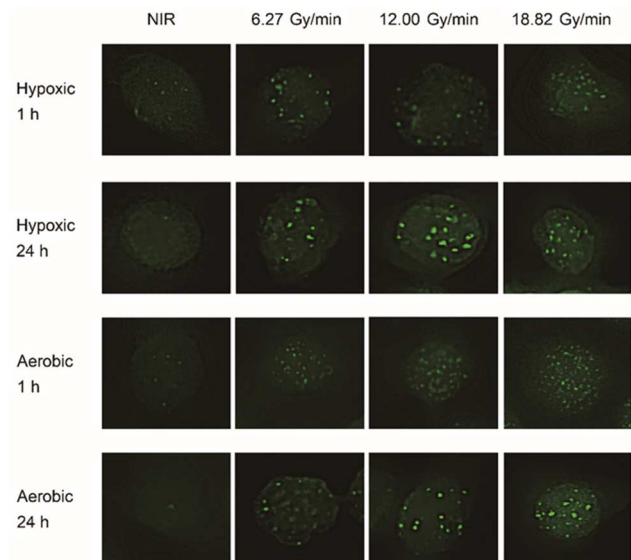 NIR 6.27 Gy/min 12.00 Gy/min 18.82 Gy/min
Hypoxic
1 h
Hypoxic
24 h
Aerobic
1 h
Aerobic
24 h